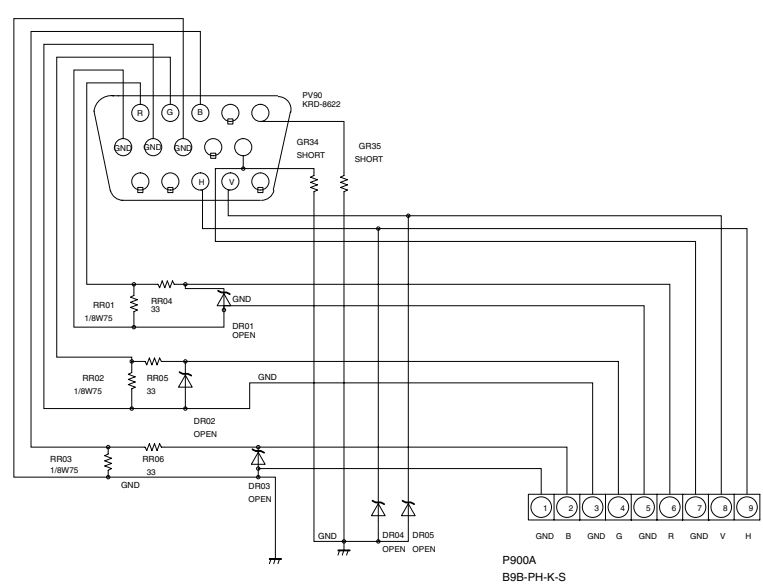 PV90
KRD-8622
R G B
GND GND GND
GR34
SHORT
GR35
SHORT
H V
RR01
1/8W75
RR04
33
GND
DR01
OPEN
RR02
1/8W75
RR05
33
GND
DR02
OPEN
RR03
1/8W75
RR06
33
GND
DR03
OPEN
GND
DR04
OPEN
DR05
OPEN
1 2 3 4 5 6 7 8 9
GND B GND G GND R GND V H
P900A
B9B-PH-K-S